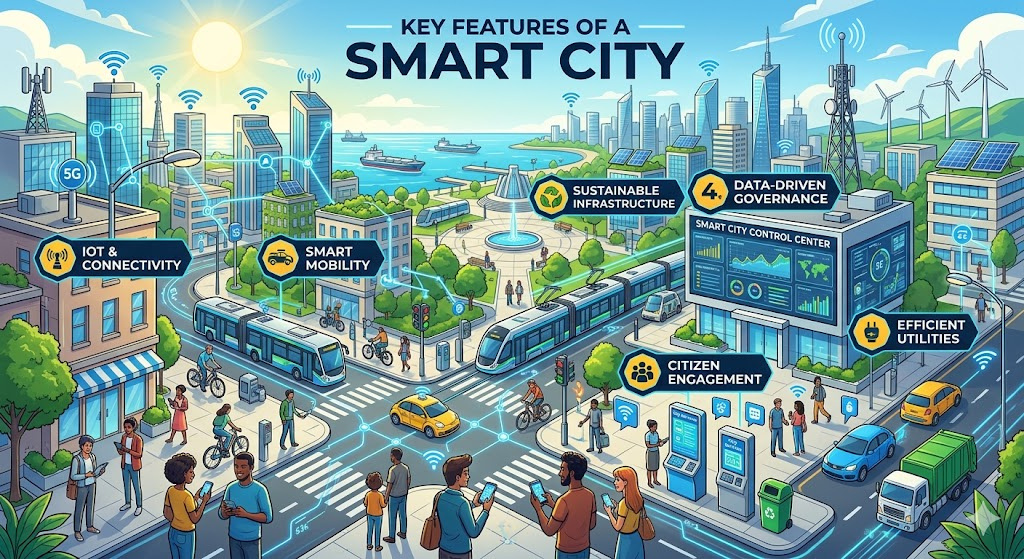 KEY FEATURES OF A
SMART CITY
5G
IOT &
CONNECTIVITY
SMART
MOBILITY
SUSTAINABLE
INFRASTRUCTURE
4.
DATA-DRIVEN
GOVERNANCE
SMART CITY CONTROL CENTER
EFFICIENT
UTILITIES
CITIZEN
ENGAGEMENT